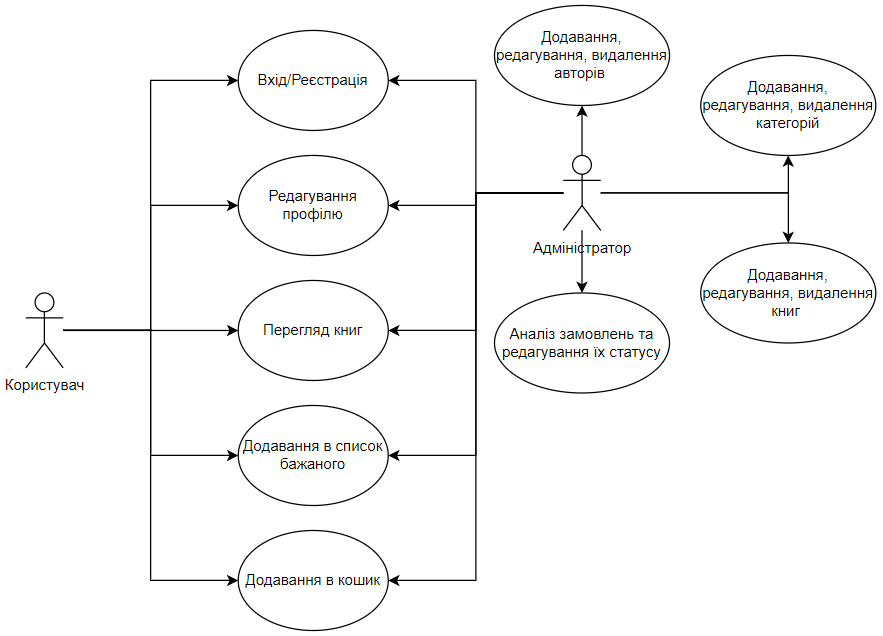 Вхід/Реєстрація
Редагування
профілю
Перегляд книг
Додавання в список
бажаного
Додавання в кошик
Користувач
Додавання,
редагування, видалення
авторів
Адміністратор
Аналіз замовлень та
редагування їх статусу
Додавання,
редагування, видалення
категорій
Додавання,
редагування, видалення
книг